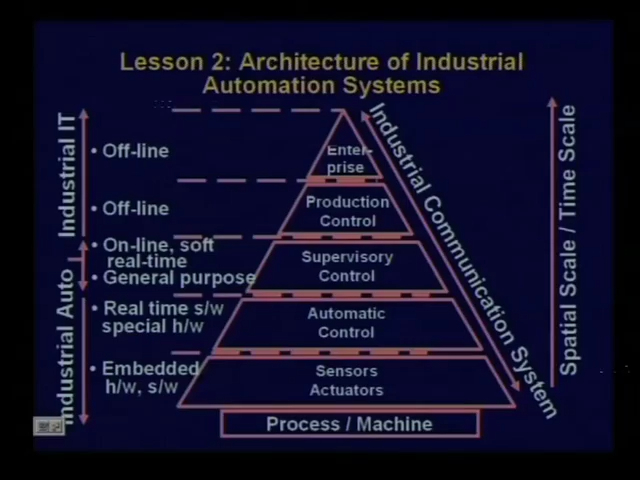 Lesson 2: Architecture of Industrial
Automation Systems
Industrial IT
• Off-line
Enter-
prise
• Off-line
Production
Control
• On-line, soft
real-time
• General purpose
Supervisory
Control
Industrial Auto
• Real time s/w
special h/w
Automatic
Control
• Embedded
h/w, s/w
Sensors
Actuators
Process / Machine
Industrial Communication System
Spatial Scale / Time Scale